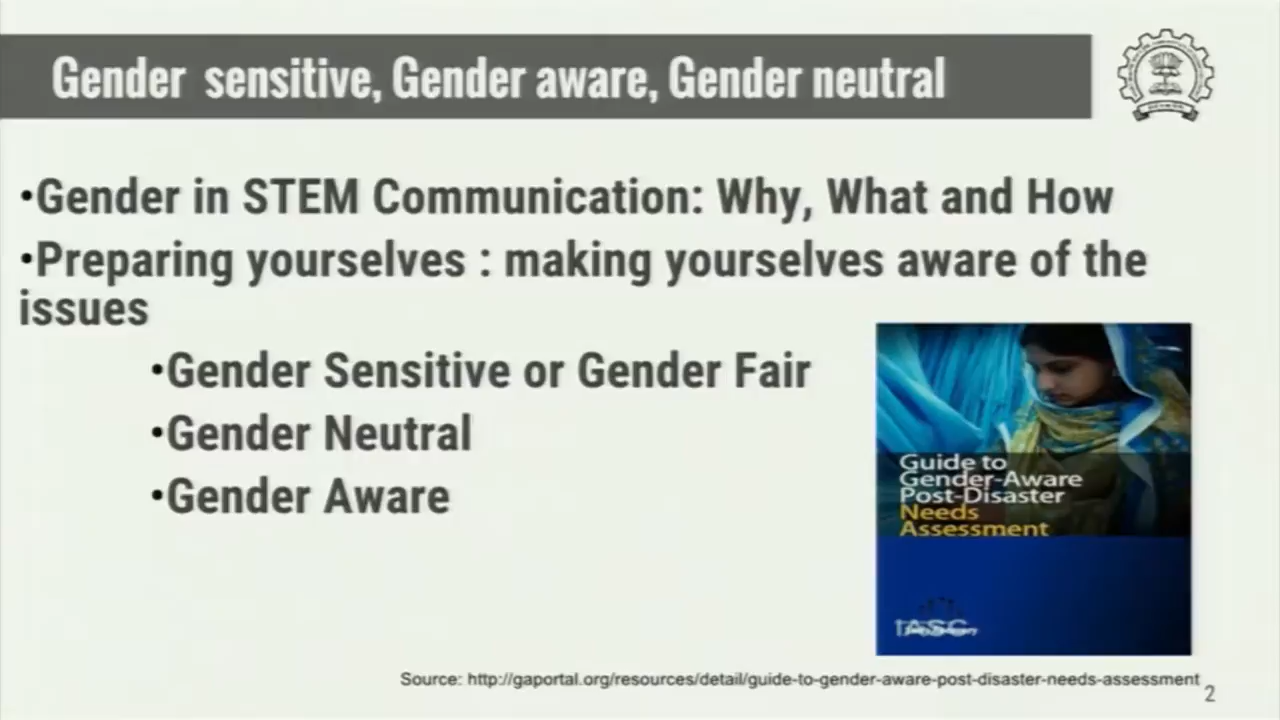 Gender sensitive, Gender aware, Gender neutral
•Gender in STEM Communication: Why, What and How
•Preparing yourselves : making yourselves aware of the
issues
•Gender Sensitive or Gender Fair
•Gender Neutral
•Gender Aware
Guide to
Gender-Aware
Post-Disaster
Needs
Assessment
IASC
Source: http://gaportal.org/resources/detail/guide-to-gender-aware-post-disaster-needs-assessment
2